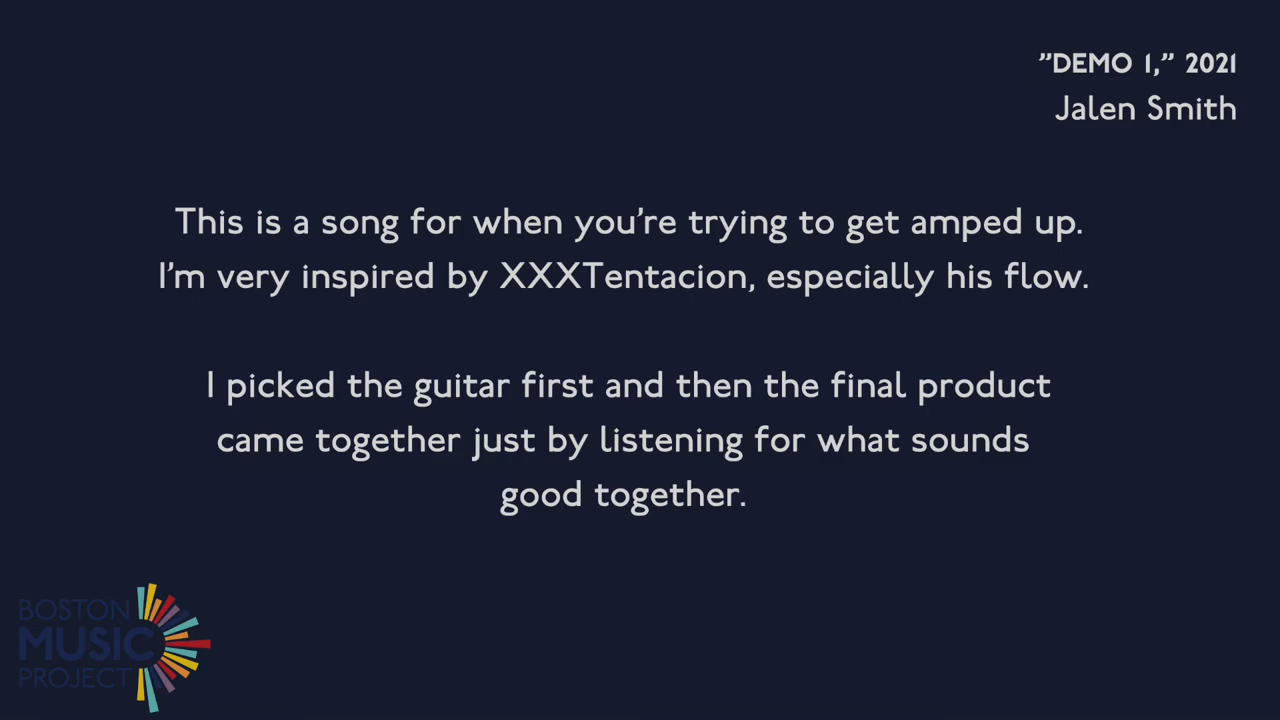 ”DEMO 1,” 2021
Jalen Smith
This is a song for when you’re trying to get amped up.
I’m very inspired by XXXTentacion, especially his flow.
I picked the guitar first and then the final product
came together just by listening for what sounds
good together.
BOSTON
MUSIC
PROJECT